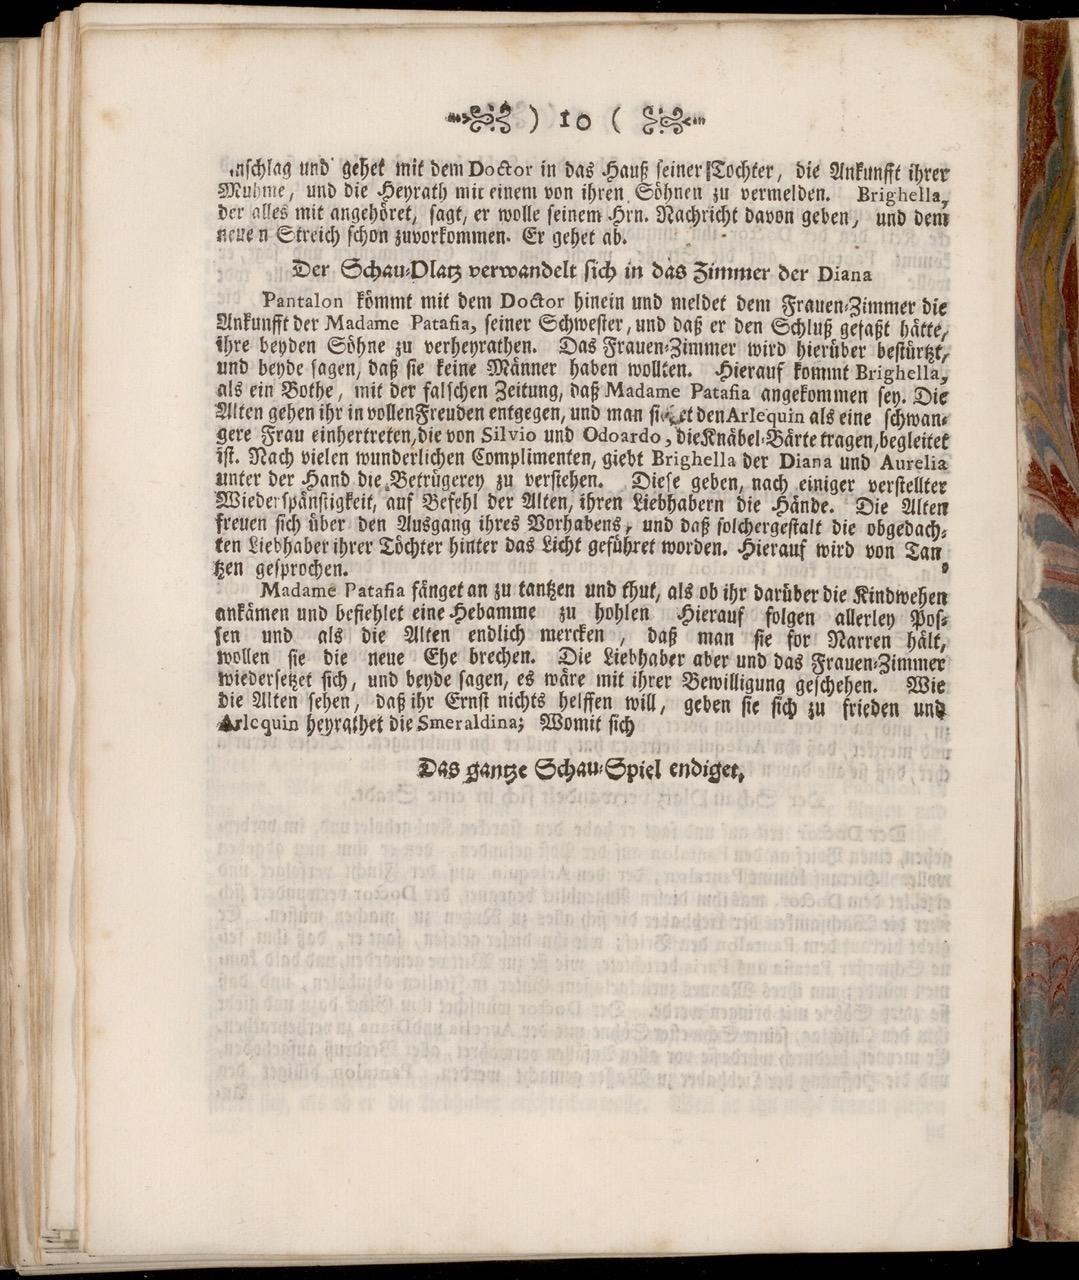 ) 10 (
nschlag und gehet mit dem Doctor in das Hauß seiner Tochter, die Ankunfft ihrer
Muhme, und die Heyrath mit einem von ihren Söhnen zu vermelden. Brighella,
der alles mit angehöret, sagt, er wolle seinem Hrn. Nachricht davon geben, und dem
neuen Streich schon zuvorkommen. Er gehet ab.
Der Schau-Platz verwandelt sich in das Zimmer der Diana
Pantalon kömmt mit dem Doctor hinein und meldet dem Frauen-Zimmer die
Ankunfft der Madame Patafia, seiner Schwester, und daß er den Schluß gefaßt hätte,
ihre beyden Söhne zu verheyrathen. Das Frauen-Zimmer wird hierüber bestürtzt,
und beyde sagen, daß sie keine Männer haben wollten. Hierauf kommt Brighella,
als ein Bothe, mit der falschen Zeitung, daß Madame Patafia angekommen sey. Die
Alten gehen ihr in vollen Freuden entgegen, und man si et den Arlequin als eine schwan-
gere Frau einhertreten, die von Silvio und Odoardo, die Knäbel-Bärte tragen, begleitet
ist. Nach vielen wunderlichen Complimenten, giebt Brighella der Diana und Aurelia
unter der Hand die Betrügerey zu verstehen. Diese geben, nach einiger verstellter
Wiederspänstigkeit, auf Befehl der Alten, ihren Liebhabern die Hände. Die Alten
freuen sich über den Ausgang ihres Vorhabens, und daß solchergestalt die obgedach-
ten Liebhaber ihrer Töchter hinter das Licht geführet worden. Hierauf wird von Tan
tzen gesprochen.
Madame Patafia fänget an zu tantzen und thut, als ob ihr darüber die Kindwehen
ankämen und befiehlet eine Hebamme zu hohlen Hierauf folgen allerley Pos-
sen und als die Alten endlich mercken, daß man sie for Narren hält,
wollen sie die neue Ehe brechen. Die Liebhaber aber und das Frauen-Zimmer
wiedersetzet sich, und beyde sagen, es wäre mit ihrer Bewilligung geschehen. Wie
die Alten sehen, daß ihr Ernst nichts helffen will, geben sie sich zu frieden und
Arlequin heyrathet die Smeraldina; Womit sich
Das gantze Schau-Spiel endiget.